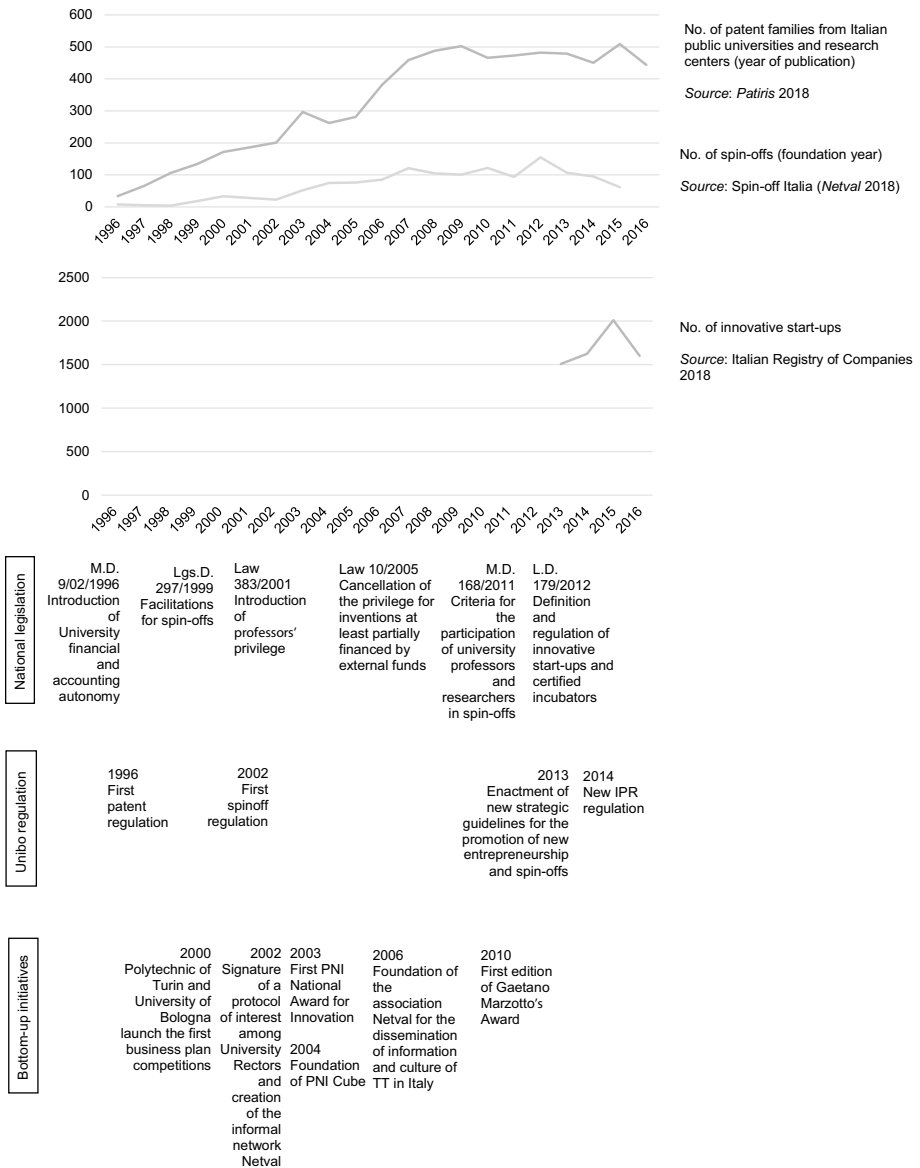 600
500
400
300
200
100
0
1996
1997
1998
1999
2000
2001
2002
2003
2004
2005
2006
2007
2008
2009
2010
2011
2012
2013
2014
2015
2016
No. of patent families from Italian
public universities and research
centers (year of publication)
Source: Patiris 2018
No. of spin-offs (foundation year)
Source: Spin-off Italia (Netval 2018)
2500
2000
1500
1000
500
0
1996
1997
1998
1999
2000
2001
2002
2003
2004
2005
2006
2007
2008
2009
2010
2011
2012
2013
2014
2015
2016
No. of innovative start-ups
Source: Italian Registry of Companies
2018
National legislation
M.D.
9/02/1996
Introduction
of
University
financial
and
accounting
autonomy
Lgs.D.
297/1999
Facilitations
for spin-offs
Law
383/2001
Introduction
of
professors’
privilege
Law 10/2005
Cancellation of
the privilege for
inventions at
least partially
financed by
external funds
M.D.
168/2011
Criteria for
the
participation
of university
professors
and
researchers
in spin-offs
L.D.
179/2012
Definition
and
regulation of
innovative
start-ups and
certified
incubators
Unibo regulation
1996
First
patent
regulation
2002
First
spinoff
regulation
2013
Enactment of
new strategic
guidelines for the
promotion of new
entrepreneurship
and spin-offs
2014
New IPR
regulation
Bottom-up initiatives
2000
Polytechnic of
Turin and
University of
Bologna
launch the first
business plan
competitions
2002
Signature
of a
protocol
of interest
among
University
Rectors
and
creation
of the
informal
network
Netval
2003
First PNI
National
Award for
Innovation
2004
Foundation
of PNI Cube
2006
Foundation of
the
association
Netval for the
dissemination
of information
and culture of
TT in Italy
2010
First edition
of Gaetano
Marzotto’s
Award